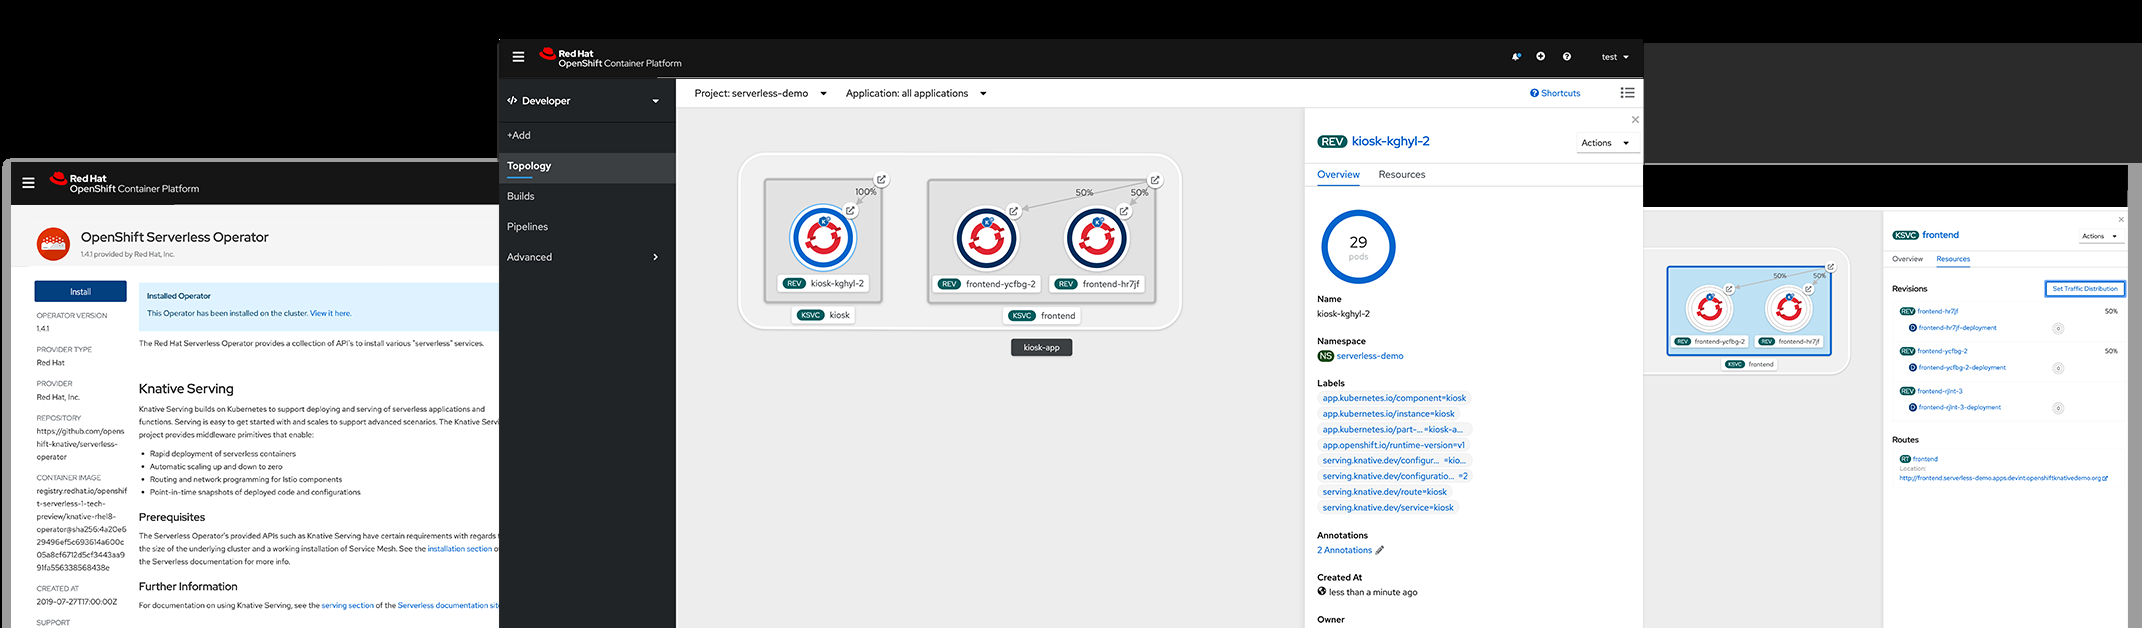 Red Hat
OpenShift Container Platform
OpenShift Serverless Operator
1.4.1 provided by Red Hat, Inc.
Install
OPERATOR VERSION
1.4.1
PROVIDER TYPE
Red Hat
PROVIDER
Red Hat, Inc.
REPOSITORY
https://github.com/opens
hift-knative/serverless-
operator
CONTAINER IMAGE
registry.redhat.io/openshif
t-serverless-1-tech-
preview/knative-rhel8-
operator@sha256:4a20e6
29496ef5c693614a600c
05a8cf6712d5cf3443aa9
91fa556338568438e
CREATED AT
2019-07-27T17:00:00Z
SUPPORT
Installed Operator
This Operator has been installed on the cluster. View it here.
The Red Hat Serverless Operator provides a collection of API's to install various "serverless" services.
Knative Serving
Knative Serving builds on Kubernetes to support deploying and serving of serverless applications and
functions. Serving is easy to get started with and scales to support advanced scenarios. The Knative Servi
project provides middleware primitives that enable:
• Rapid deployment of serverless containers
• Automatic scaling up and down to zero
• Routing and network programming for Istio components
• Point-in-time snapshots of deployed code and configurations
Prerequisites
The Serverless Operator's provided APIs such as Knative Serving have certain requirements with regards
the size of the underlying cluster and a working installation of Service Mesh. See the installation section o
the Serverless documentation for more info.
Further Information
For documentation on using Knative Serving, see the serving section of the Serverless documentation site
Red Hat
OpenShift Container Platform
test
Developer
+Add
Topology
Builds
Pipelines
Advanced
Project: serverless-demo
Application: all applications
Shortcuts
100%
REV kiosk-kghyl-2
KSVC kiosk
50%
50%
REV frontend-ycfbg-2
REV frontend-hr7jf
KSVC frontend
kiosk-app
REV kiosk-kghyl-2
Actions
Overview
Resources
29
pods
Name
kiosk-kghyl-2
Namespace
NS serverless-demo
Labels
app.kubernetes.io/component=kiosk
app.kubernetes.io/instance=kiosk
app.kubernetes.io/part-... =kiosk-a...
app.openshift.io/runtime-version=v1
serving.knative.dev/configur... =kio...
serving.knative.dev/configuratio... =2
serving.knative.dev/route=kiosk
serving.knative.dev/service=kiosk
Annotations
2 Annotations
Created At
less than a minute ago
Owner
50%
50%
REV frontend-ycfbg-2
REV frontend-hr7jf
KSVC frontend
KSVC frontend
Actions
Overview
Resources
Set Traffic Distribution
Revisions
REV frontend-hr7jf
50%
D frontend-hr7jf-deployment
REV frontend-ycfbg-2
50%
D frontend-ycfbg-2-deployment
REV frontend-rjlnt-3
D frontend-rjlnt-3-deployment
Routes
RT frontend
Location:
http://frontend.serverless-demo.apps.devint.openshiftknativedemo.org